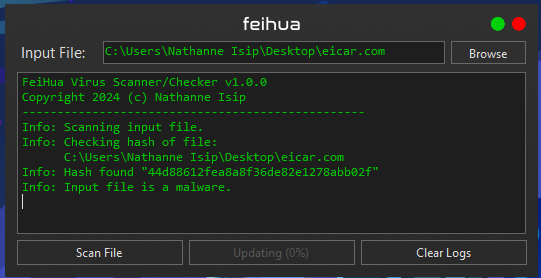 feihua
Input File: C:\Users\Nathanne Isip\Desktop\eicar.com Browse
FeiHua Virus Scanner/Checker v1.0.0
Copyright 2024 (c) Nathanne Isip
----------------------------------------------
Info: Scanning input file.
Info: Checking hash of file:
C:\Users\Nathanne Isip\Desktop\eicar.com
Info: Hash found "44d88612fea8a8f36de82e1278abb02f"
Info: Input file is a malware.
Scan File Updating (0%) Clear Logs